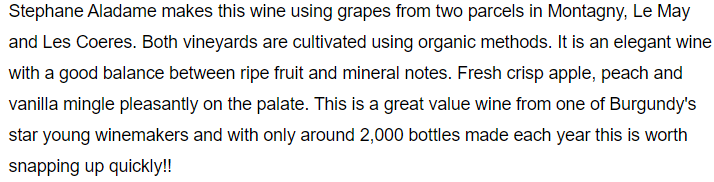 Stephane Aladame makes this wine using grapes from two parcels in Montagny, Le May
and Les Coeres. Both vineyards are cultivated using organic methods. It is an elegant wine
with a good balance between ripe fruit and mineral notes. Fresh crisp apple, peach and
vanilla mingle pleasantly on the palate. This is a great value wine from one of Burgundy's
star young winemakers and with only around 2,000 bottles made each year this is worth
snapping up quickly!!